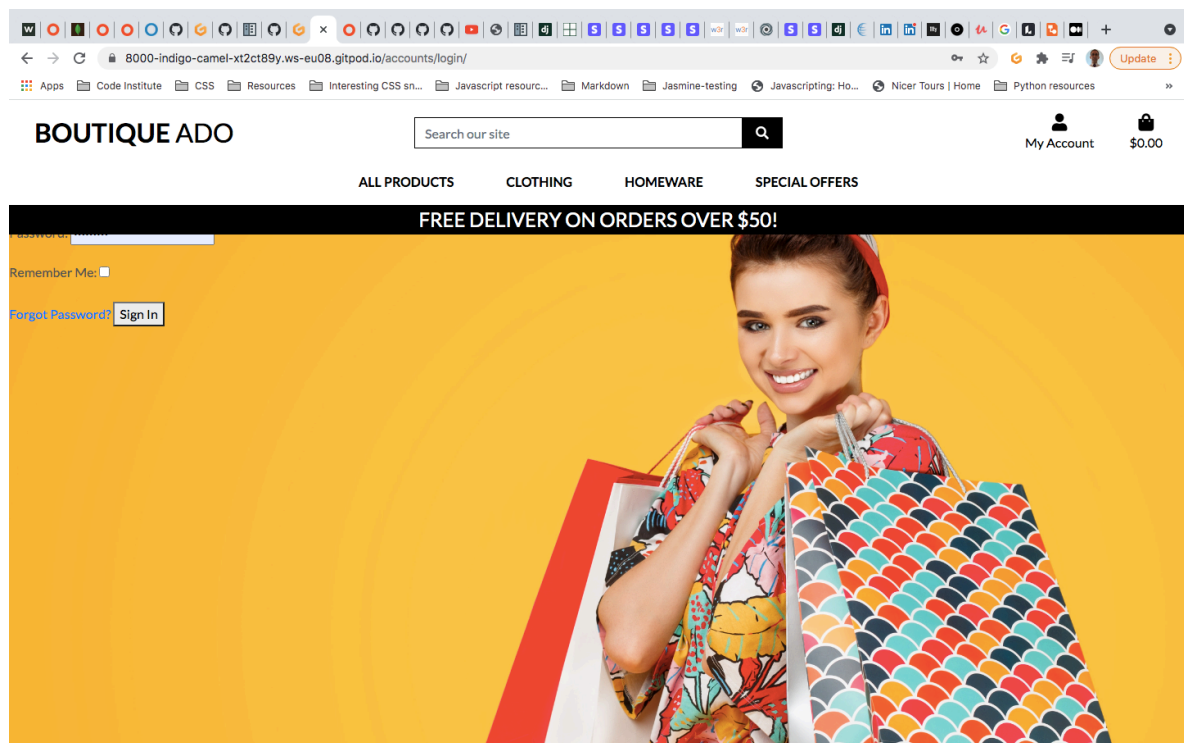 8000-indigo-camel-xt2ct89y.ws-eu08.gitpod.io/accounts/login/
Update
Apps Code Institute CSS Resources Interesting CSS sn... Javascript resourc... Markdown Jasmine-testing Javascripting: Ho... Nicer Tours | Home Python resources »
BOUTIQUE ADO
Search our site
My Account
$0.00
ALL PRODUCTS CLOTHING HOMEWARE SPECIAL OFFERS
FREE DELIVERY ON ORDERS OVER $50!
Password:
Remember Me:
Forgot Password? Sign In